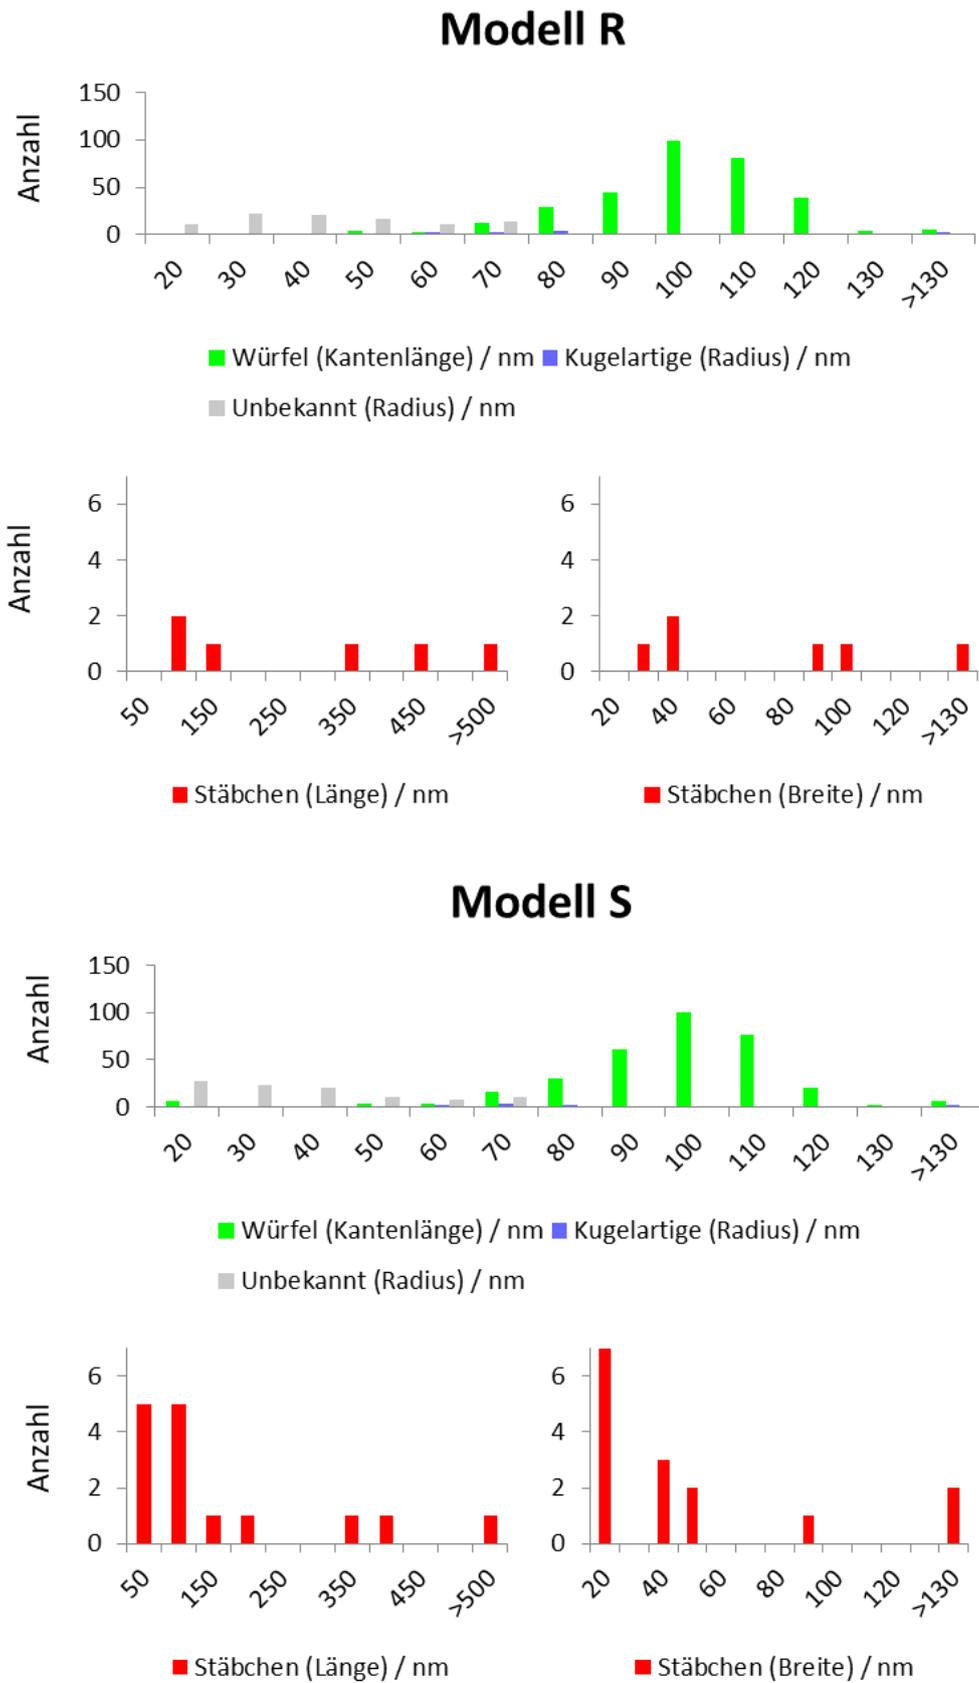 Modell R
Anzahl
150
100
50
0
20 30 40 50 60 70 80 90 100 110 120 130 >130
Würfel (Kantenlänge) / nm Kugelartige (Radius) / nm
Unbekannt (Radius) / nm
Anzahl
6
4
2
0
50 150 250 350 450 >500
Stäbchen (Länge) / nm
6
4
2
0
20 40 60 80 100 120 >130
Stäbchen (Breite) / nm
Modell S
Anzahl
150
100
50
0
20 30 40 50 60 70 80 90 100 110 120 130 >130
Würfel (Kantenlänge) / nm Kugelartige (Radius) / nm
Unbekannt (Radius) / nm
Anzahl
6
4
2
0
50 150 250 350 450 >500
Stäbchen (Länge) / nm
6
4
2
0
20 40 60 80 100 120 >130
Stäbchen (Breite) / nm